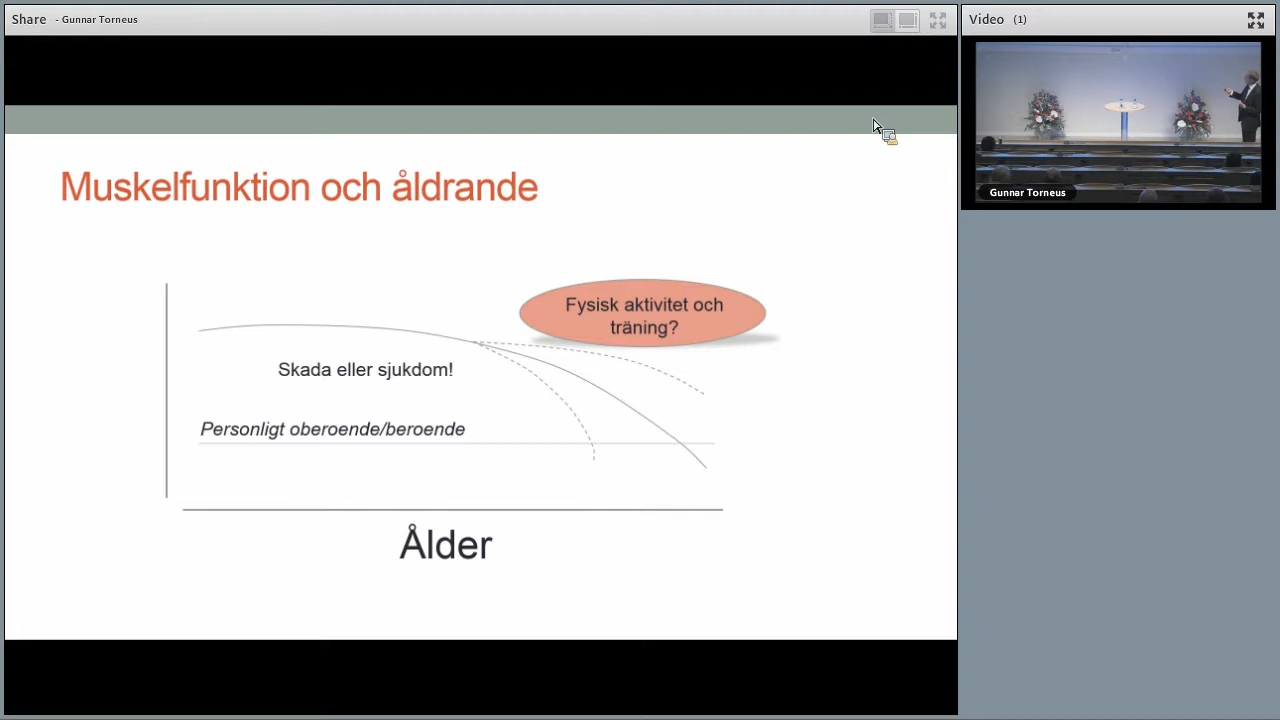 Share - Gunnar Torneus
Video (1)
Gunnar Torneus
Muskelfunktion och åldrande
Fysisk aktivitet och
träning?
Skada eller sjukdom!
Personligt oberoende/beroende
Ålder